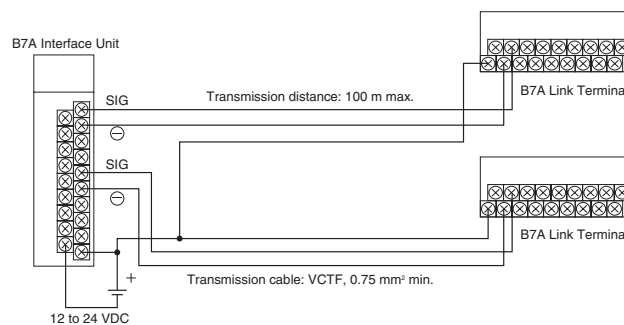 B7A Interface Unit
SIG
Transmission distance: 100 m max.
⊖
B7A Link Termina
SIG
⊖
B7A Link Termina
+
Transmission cable: VCTF, 0.75 mm² min.
12 to 24 VDC